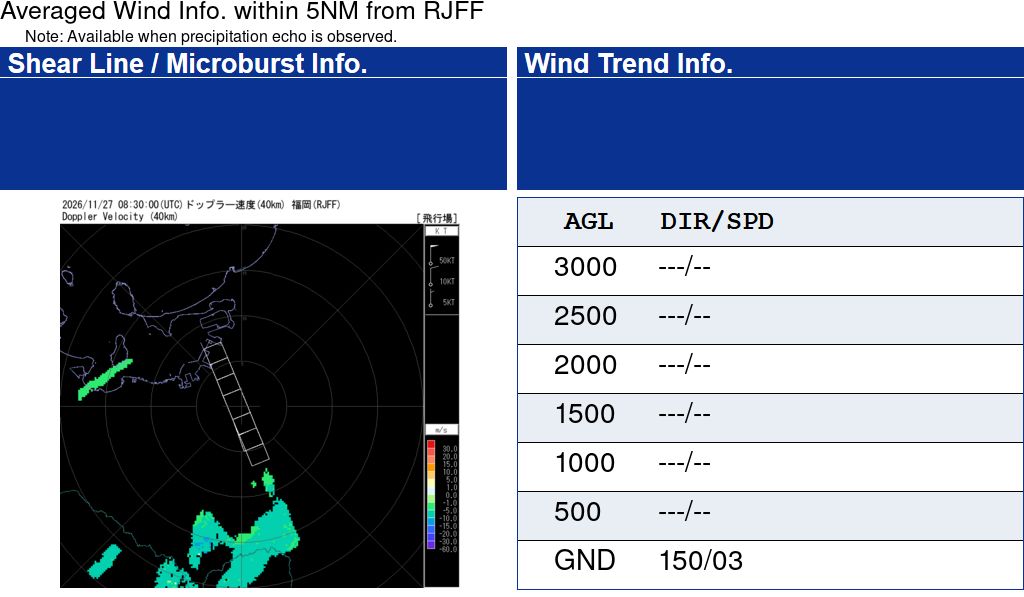 Averaged Wind Info. within 5NM from RJFF
Note: Available when precipitation echo is observed.
Shear Line / Microburst Info.
Wind Trend Info.
2026/11/27 08:30:00(UTC) ドップラー速度(40km) 福岡(RJFF)
Doppler Velocity (40km)
[飛行場]
KT
50KT
10KT
5KT
m/s
30.0
20.0
15.0
10.0
5.0
1.0
0.0
-1.0
-5.0
-10.0
-15.0
-20.0
-30.0
-60.0
AGL DIR/SPD
3000 ---/--
2500 ---/--
2000 ---/--
1500 ---/--
1000 ---/--
500 ---/--
GND 150/03